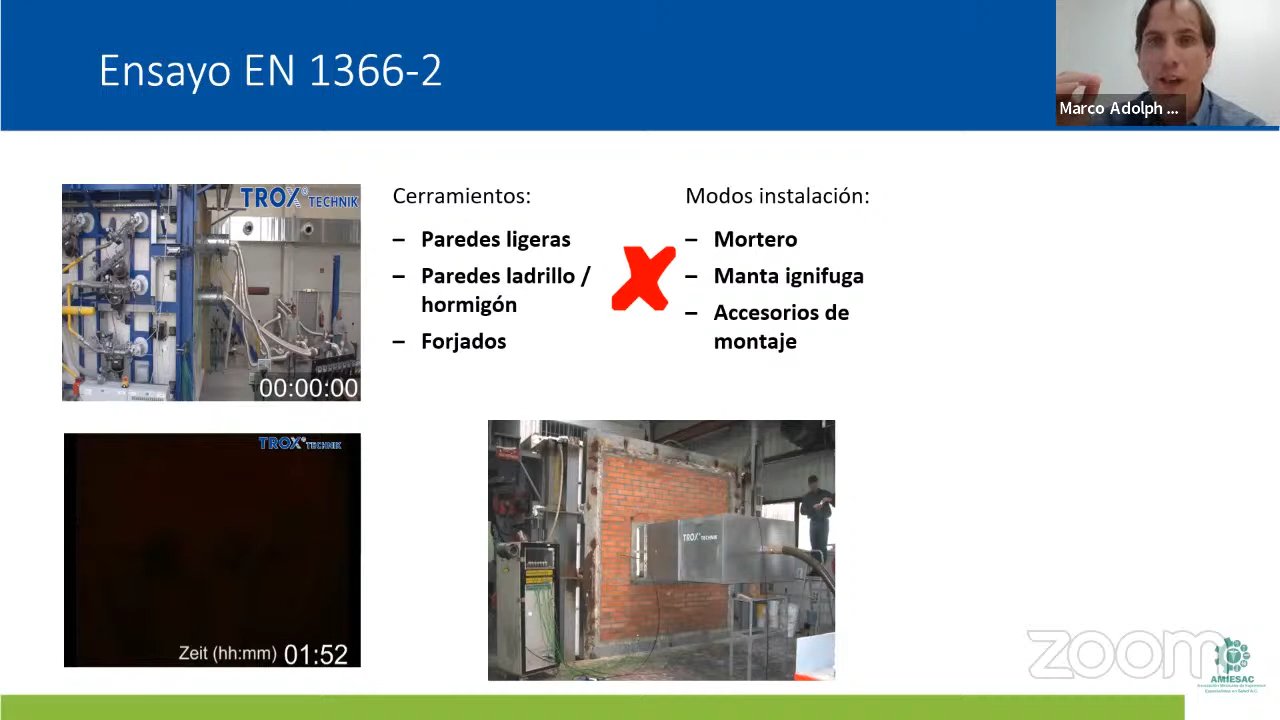 Ensayo EN 1366-2
Marco Adolph ...
TROX® TECHNIK
00:00:00
Cerramientos:
– Paredes ligeras
– Paredes ladrillo /
hormigón
– Forjados
Modos instalación:
– Mortero
– Manta ignifuga
– Accesorios de
montaje
TROX® TECHNIK
Zeit (hh:mm) 01:52
TROX® TECHNIK
zoom
AMIESAC